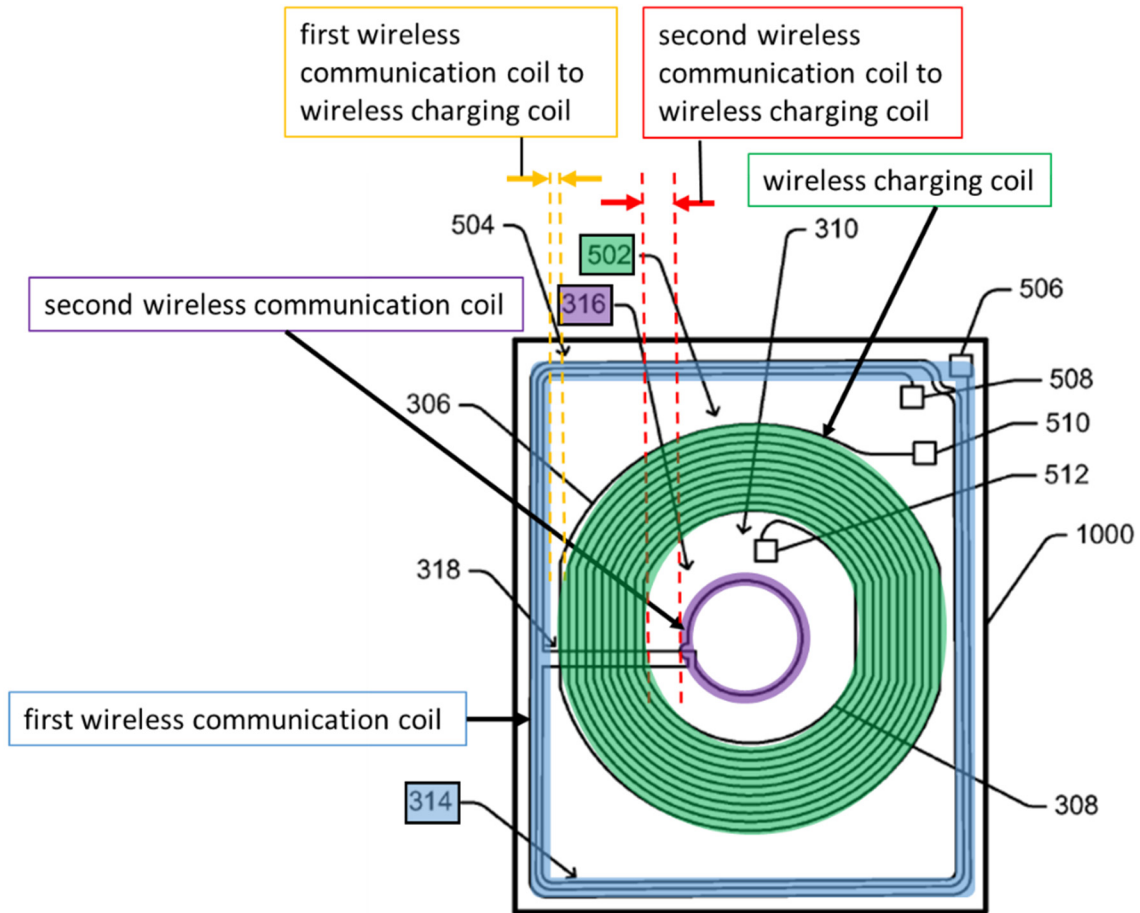 first wireless
communication coil to
wireless charging coil
second wireless
communication coil to
wireless charging coil
wireless charging coil
504
310
502
second wireless communication coil
316
506
508
306
510
512
1000
318
first wireless communication coil
314
308